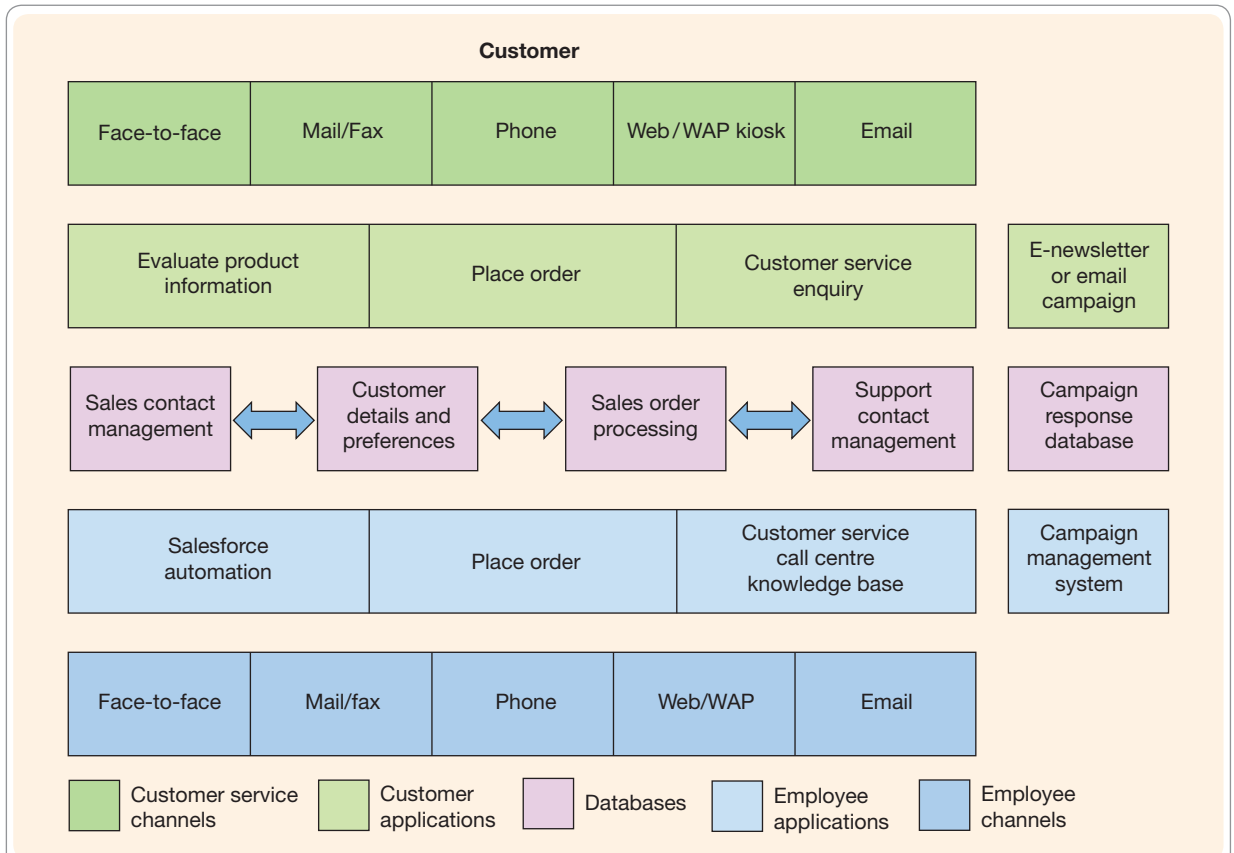 Customer
Face-to-face
Mail/Fax
Phone
Web/WAP kiosk
Email
Evaluate product
information
Place order
Customer service
enquiry
E-newsletter
or email
campaign
Sales contact
management
Customer
details and
preferences
Sales order
processing
Support
contact
management
Campaign
response
database
Salesforce
automation
Place order
Customer service
call centre
knowledge base
Campaign
management
system
Face-to-face
Mail/fax
Phone
Web/WAP
Email
Customer service
channels
Customer
applications
Databases
Employee
applications
Employee
channels